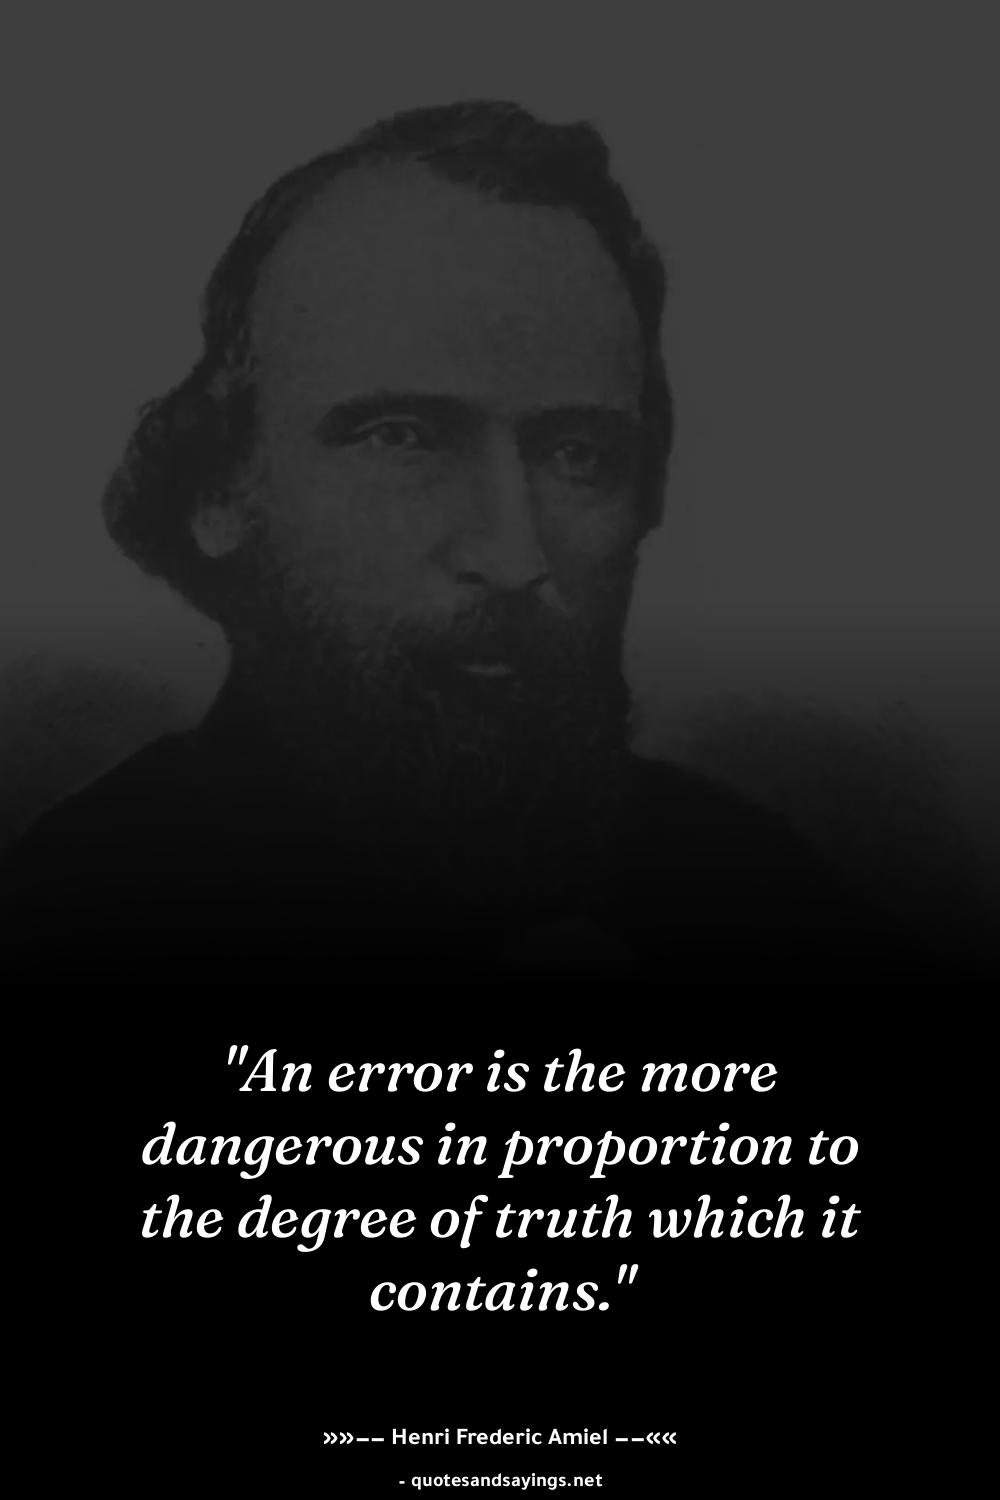 "An error is the more
dangerous in proportion to
the degree of truth which it
contains."
»»–– Henri Frederic Amiel ––««
- quotesandsayings.net